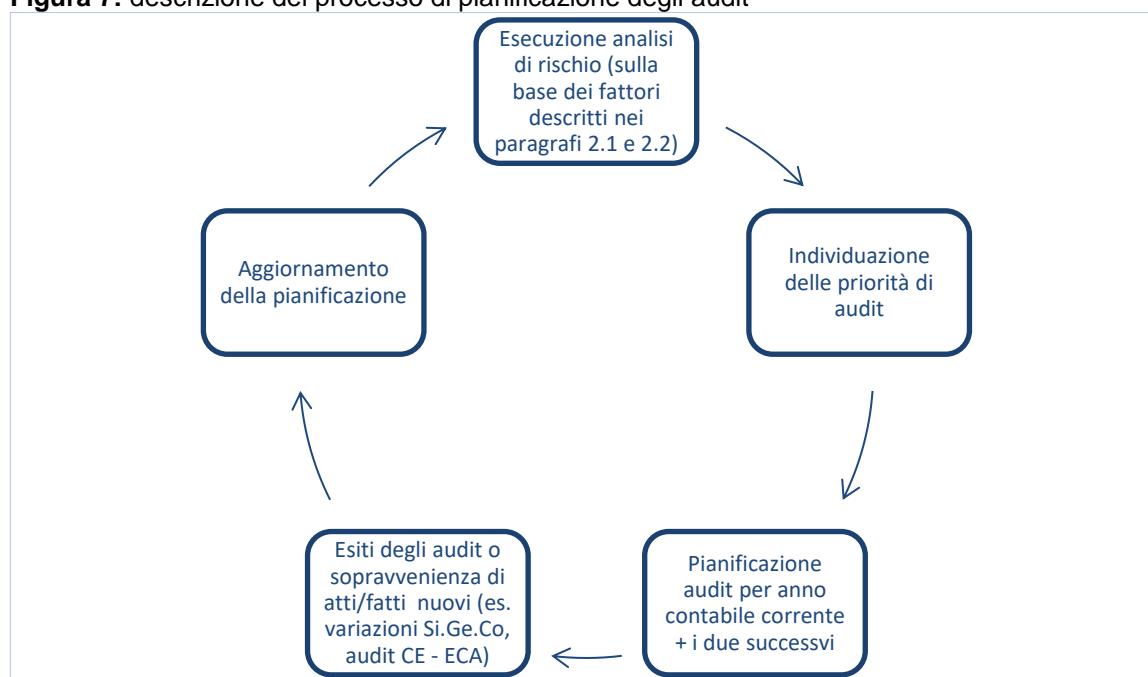 Figura 7: descrizione del processo di pianificazione degli audit
Esecuzione analisi
di rischio (sulla
base dei fattori
descritti nei
paragrafi 2.1 e 2.2)
Individuazione
delle priorità di
audit
Pianificazione
audit per anno
contabile corrente
+ i due successvi
Esiti degli audit o
sopravvenienza di
atti/fatti nuovi (es.
variazioni Si.Ge.Co,
audit CE - ECA)
Aggiornamento
della pianificazione